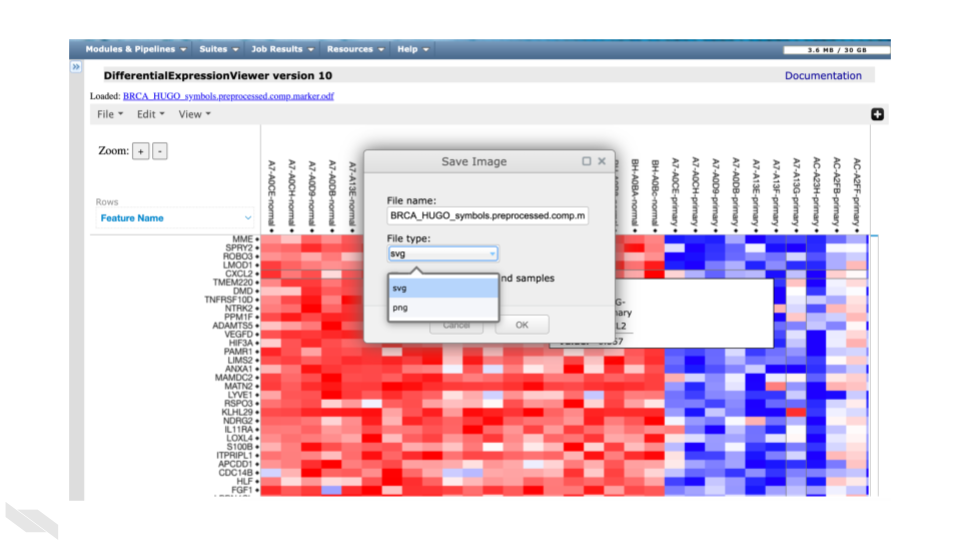 Modules & Pipelines Suites Job Results Resources Help 3.6 MB / 30 GB
DifferentialExpressionViewer version 10 Documentation
Loaded: BRCA_HUGO_symbols.preprocessed.comp.marker.odf
File Edit View
Zoom: + -
Rows
Feature Name
A7-A0CE-normal
A7-A0CH-normal
A7-A0D9-normal
A7-A0DB-normal
A7-A13E-normal
BH-A0BA-normal
BH-A0BC-normal
A7-A0CE-primary
A7-A0CH-primary
A7-A0D9-primary
A7-A0DB-primary
A7-A13E-primary
A7-A13F-primary
A7-A13G-primary
AC-A23H-primary
AC-A2FB-primary
AC-A2FF-primary
Save Image
File name:
BRCA_HUGO_symbols.preprocessed.comp.m
File type:
svg
svg
png
nd samples
Cancel OK
G-
nary
L2
MME
SPRY2
ROBO3
LMOD1
CXCL2
TMEM220
DMD
TNFRSF10D
NTRK2
PPM1F
ADAMTS5
VEGFD
HIF3A
PAMR1
LIMS2
ANXA1
MAMDC2
MATN2
LYVE1
RSPO3
KLHL29
NDRG2
IL11RA
LOXL4
S100B
ITPRIPL1
APCDD1
CDC14B
HLF
FGF1